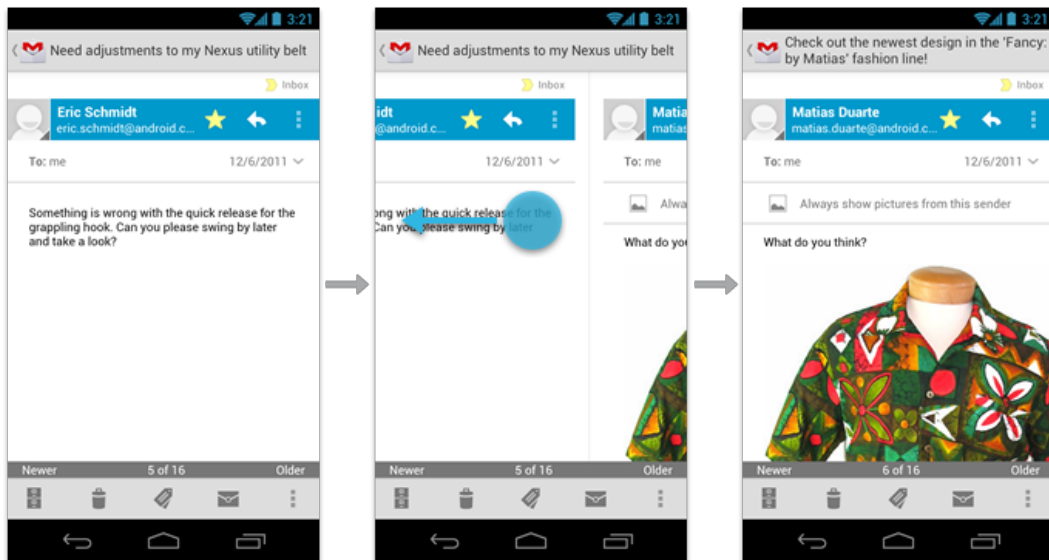 3:21
Need adjustments to my Nexus utility belt
Inbox
Eric Schmidt
eric.schmidt@android.c...
To: me
12/6/2011
Something is wrong with the quick release for the
grappling hook. Can you please swing by later
and take a look?
Newer
5 of 16
Older
3:21
Need adjustments to my Nexus utility belt
Inbox
idt
@android.c...
12/6/2011
ong with the quick release for the
Can you please swing by later
Matia
matias
To: me
Alwa
What do you
Newer
5 of 16
Older
3:21
Check out the newest design in the 'Fancy:
by Matias' fashion line!
Inbox
Matias Duarte
matias.duarte@android.c...
To: me
12/6/2011
Always show pictures from this sender
What do you think?
Newer
6 of 16
Older